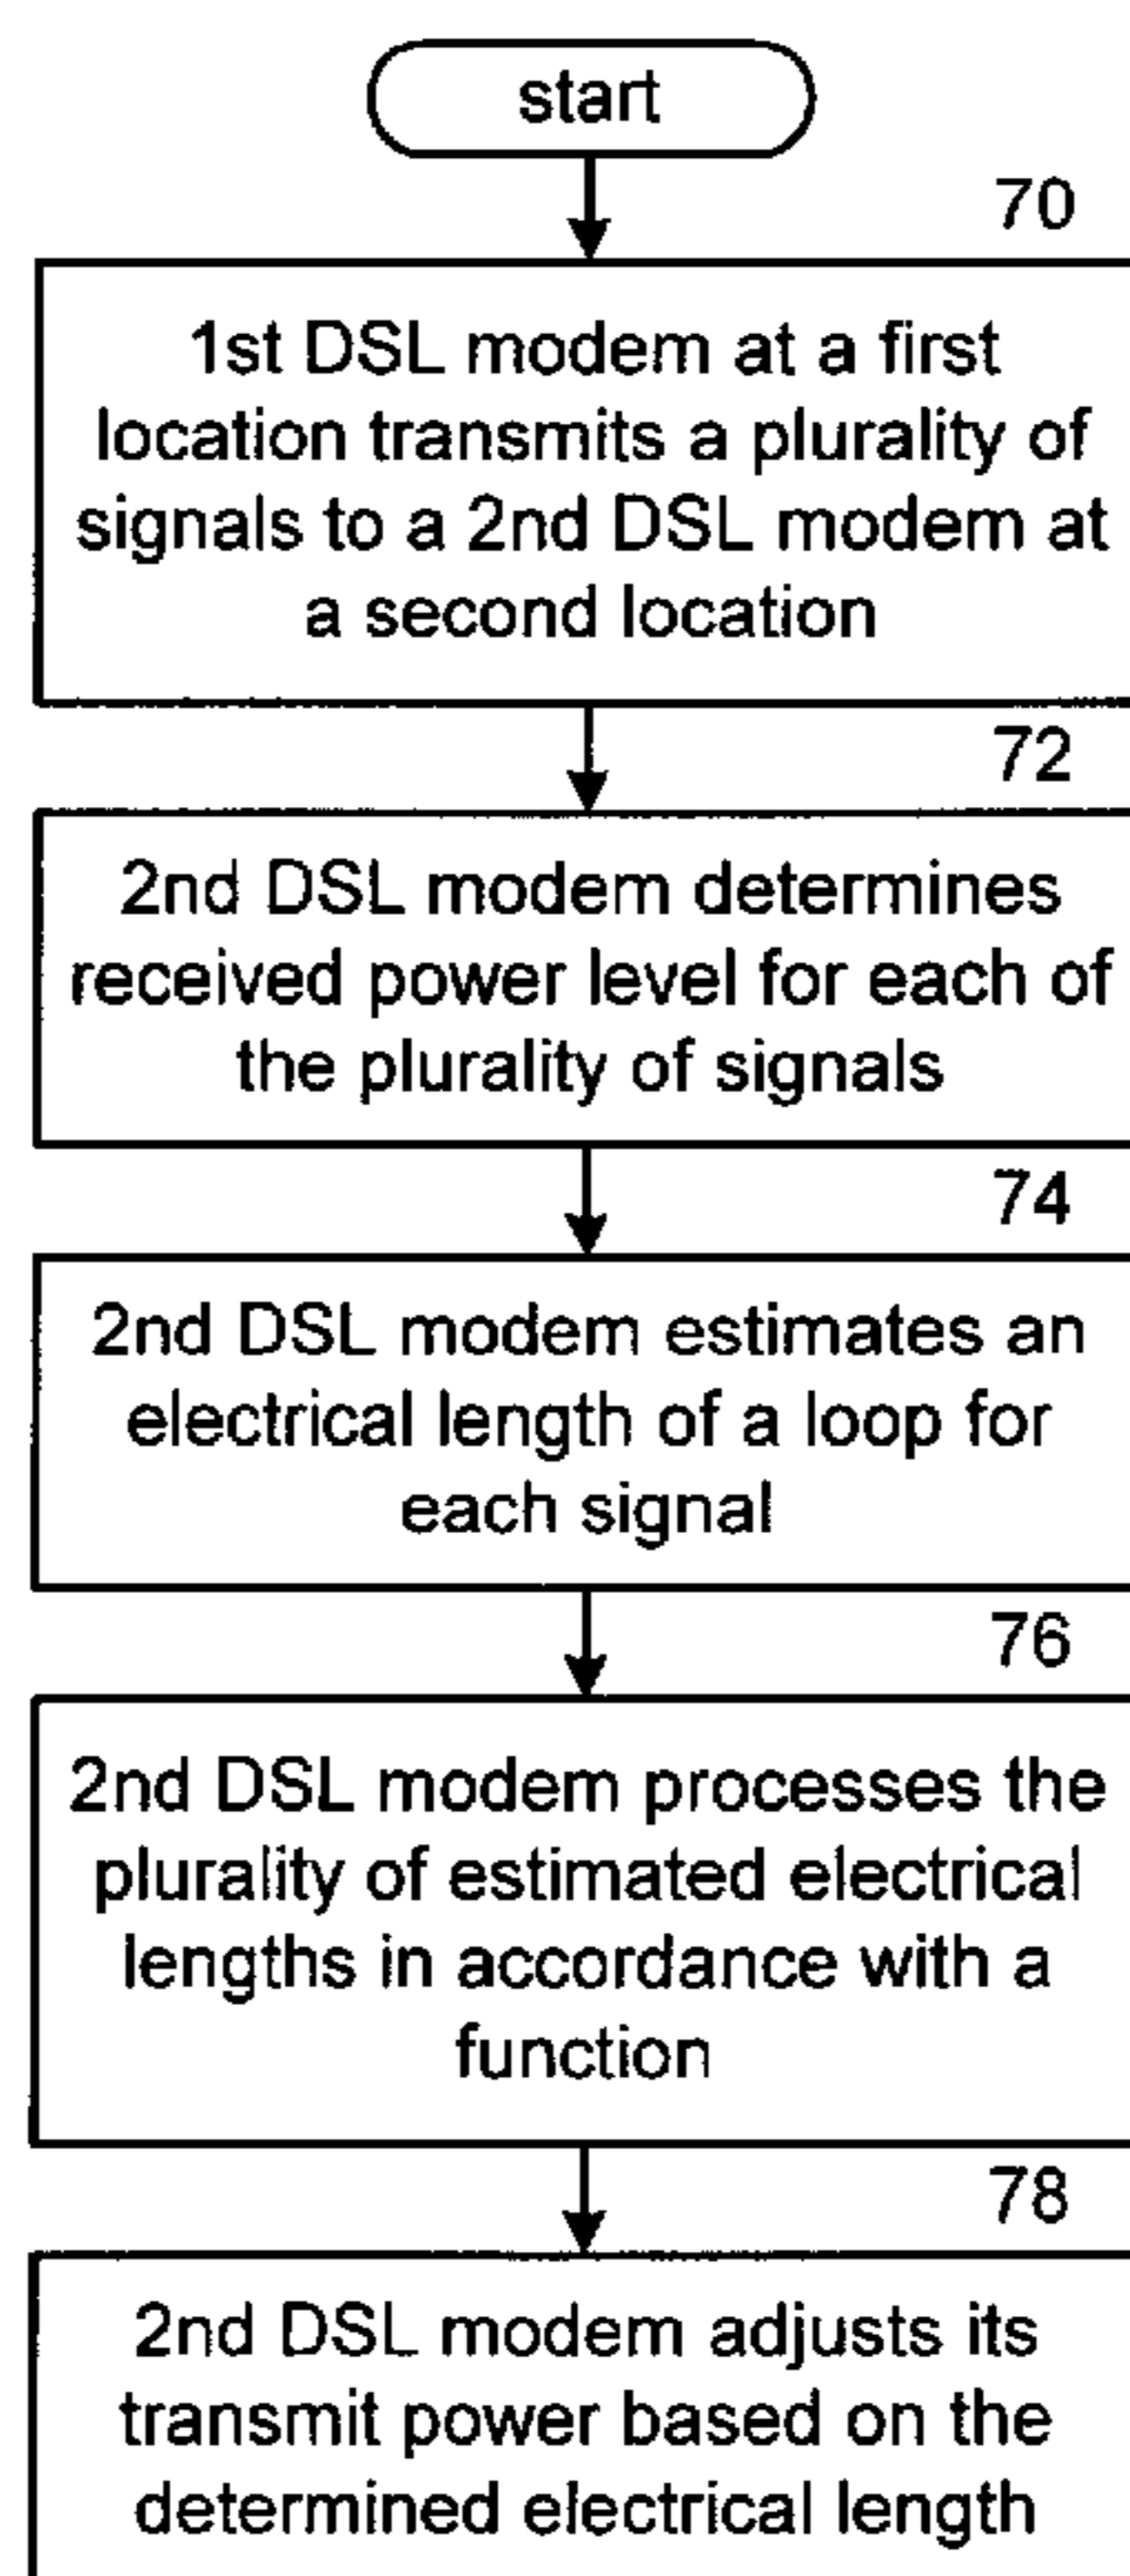 start
70
1st DSL modem at a first
location transmits a plurality of
signals to a 2nd DSL modem at
a second location
72
2nd DSL modem determines
received power level for each of
the plurality of signals
74
2nd DSL modem estimates an
electrical length of a loop for
each signal
76
2nd DSL modem processes the
plurality of estimated electrical
lengths in accordance with a
function
78
2nd DSL modem adjusts its
transmit power based on the
determined electrical length